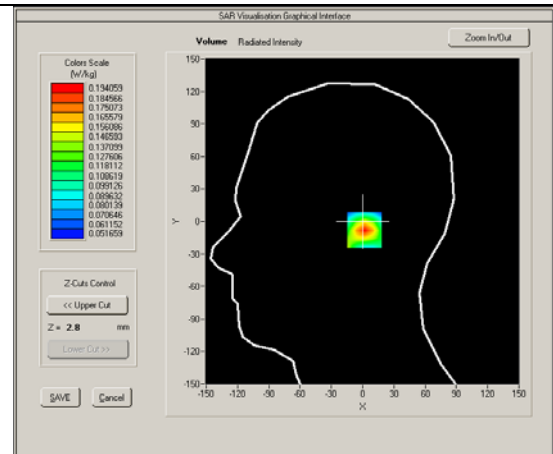 SAR Visualisation Graphical Interface
Volume Radiated Intensity
Zoom In/Out
Colors Scale
(W/kg)
0.194059
0.184566
0.175073
0.165579
0.156086
0.146593
0.137099
0.127606
0.118112
0.108619
0.099126
0.089632
0.080139
0.070646
0.061152
0.051659
Z-Cuts Control
<< Upper Cut
Z = 2.8 mm
Lower Cut >>
SAVE Cancel
150-
120-
90-
60-
30-
0-
-30-
-60-
-90-
-120-
-150-
Y
-150 -120 -90 -60 -30 0 30 60 90 120 150
X